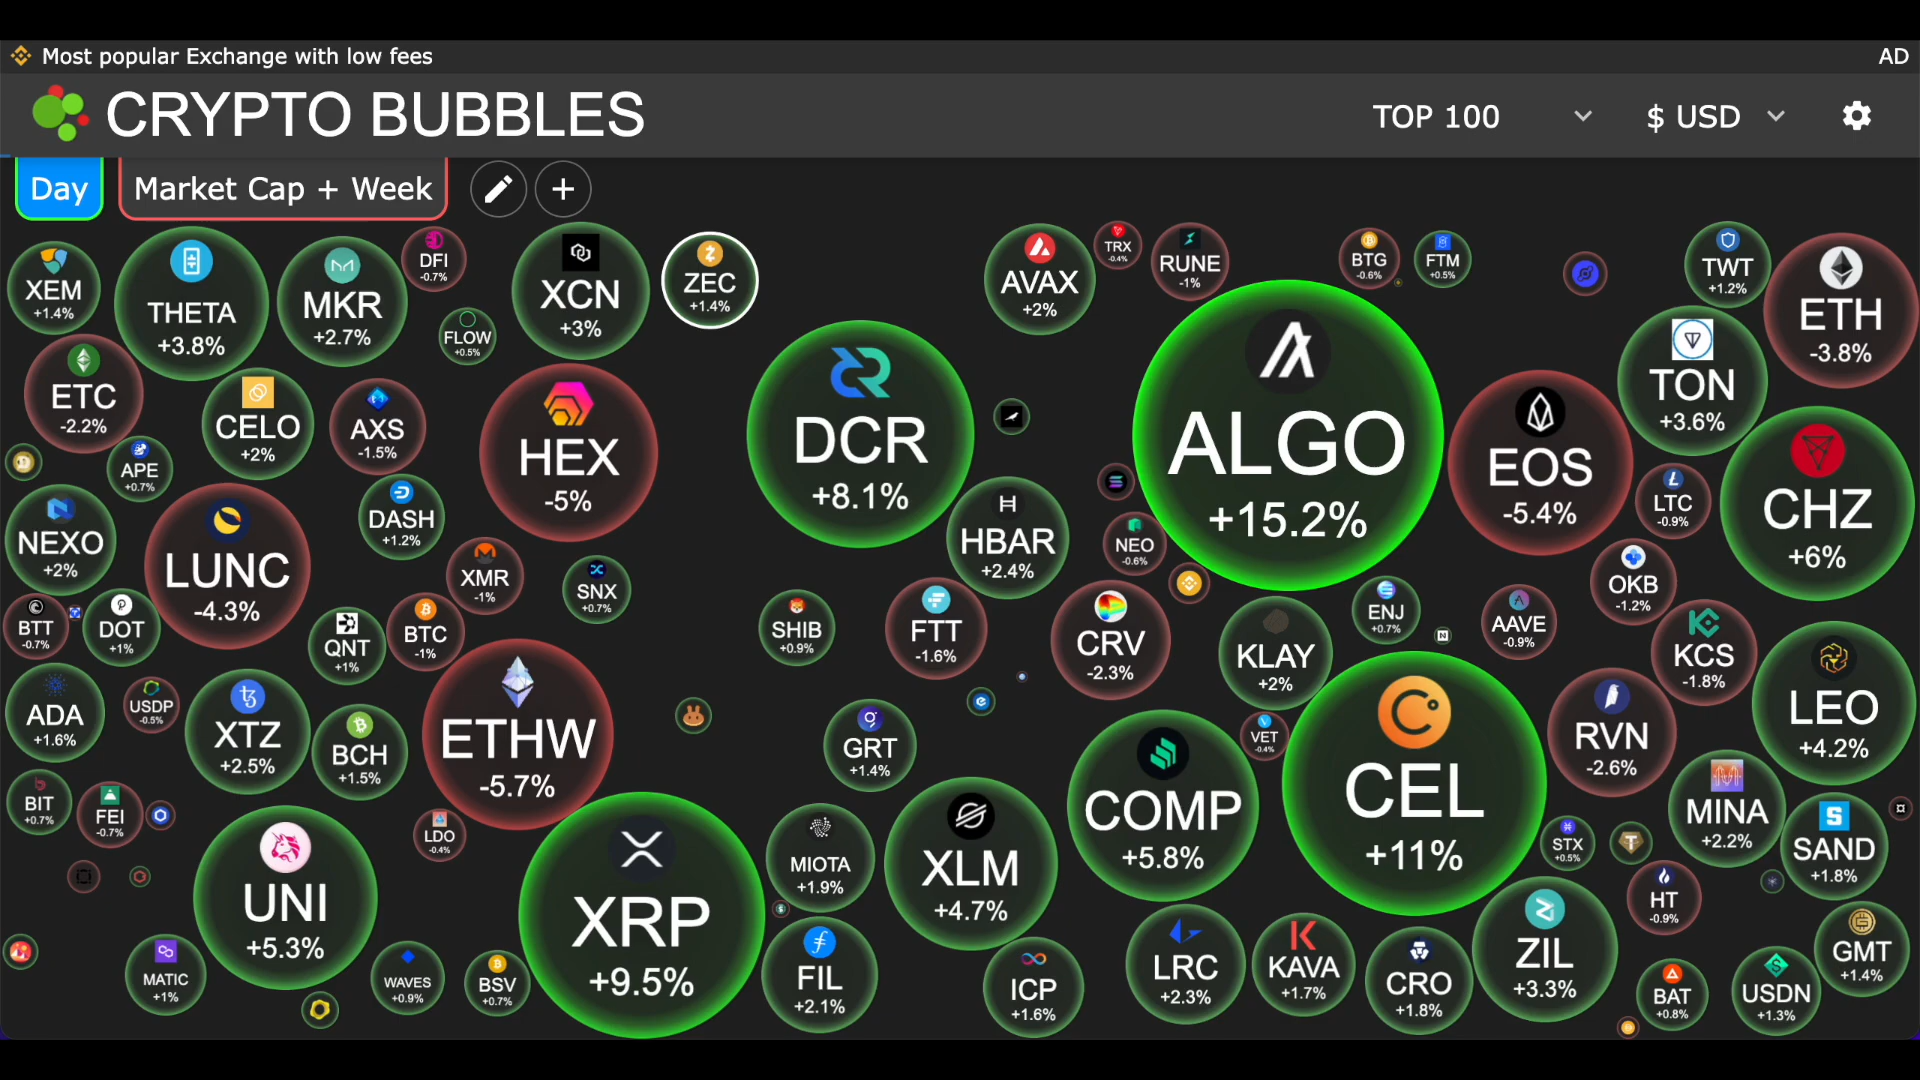 Most popular Exchange with low fees
AD
CRYPTO BUBBLES
TOP 100
$ USD
Day
Market Cap + Week
XEM
+1.4%
THETA
+3.8%
MKR
+2.7%
DFI
-0.7%
XCN
+3%
ZEC
+1.4%
AVAX
+2%
TRX
-0.4%
RUNE
-1%
BTG
-0.6%
FTM
+0.5%
TWT
+1.2%
ETH
-3.8%
FLOW
+0.5%
ETC
-2.2%
CELO
+2%
AXS
-1.5%
HEX
-5%
DCR
+8.1%
ALGO
+15.2%
EOS
-5.4%
TON
+3.6%
CHZ
+6%
APE
+0.7%
LTC
-0.9%
NEXO
+2%
LUNC
-4.3%
DASH
+1.2%
HBAR
+2.4%
NEO
-0.6%
XMR
-1%
SNX
+0.7%
OKB
-1.2%
BTT
-0.7%
DOT
+1%
QNT
+1%
BTC
-1%
SHIB
+0.9%
FTT
-1.6%
CRV
-2.3%
KLAY
+2%
ENJ
+0.7%
AAVE
-0.9%
KCS
-1.8%
ADA
+1.6%
USDP
-0.5%
XTZ
+2.5%
BCH
+1.5%
ETHW
-5.7%
GRT
+1.4%
VET
-0.4%
RVN
-2.6%
LEO
+4.2%
BIT
+0.7%
FEI
-0.7%
LDO
-0.4%
COMP
+5.8%
CEL
+11%
MINA
+2.2%
MIOTA
+1.9%
XLM
+4.7%
STX
+0.5%
SAND
+1.8%
UNI
+5.3%
XRP
+9.5%
HT
-0.9%
MATIC
+1%
WAVES
+0.9%
BSV
+0.7%
FIL
+2.1%
ICP
+1.6%
LRC
+2.3%
KAVA
+1.7%
CRO
+1.8%
ZIL
+3.3%
BAT
+0.8%
USDN
+1.3%
GMT
+1.4%